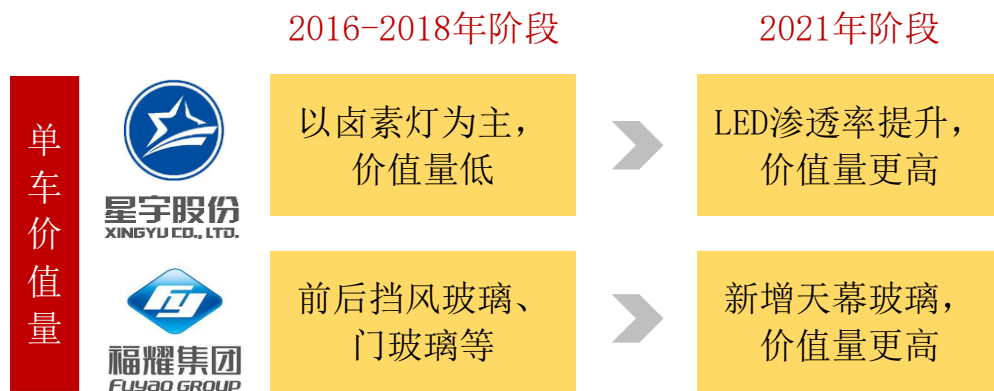 2016-2018年阶段
2021年阶段
单车价值量
星宇股份
XINGYU CO., LTD.
以卤素灯为主，
价值量低
LED渗透率提升，
价值量更高
福耀集团
FUYAO GROUP
前后挡风玻璃、
门玻璃等
新增天幕玻璃，
价值量更高